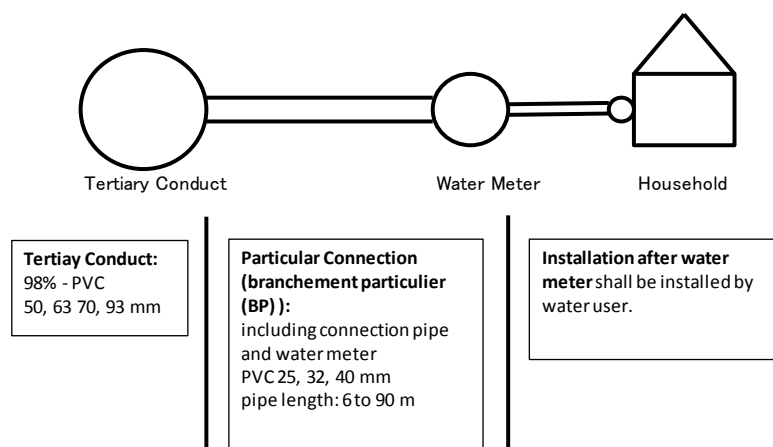 Tertiary Conduct
Water Meter
Household
Tertiay Conduct:
98% - PVC
50, 63 70, 93 mm
Particular Connection
(branchement particulier
(BP) ):
including connection pipe
and water meter
PVC 25, 32, 40 mm
pipe length: 6 to 90 m
Installation after water
meter shall be installed by
water user.